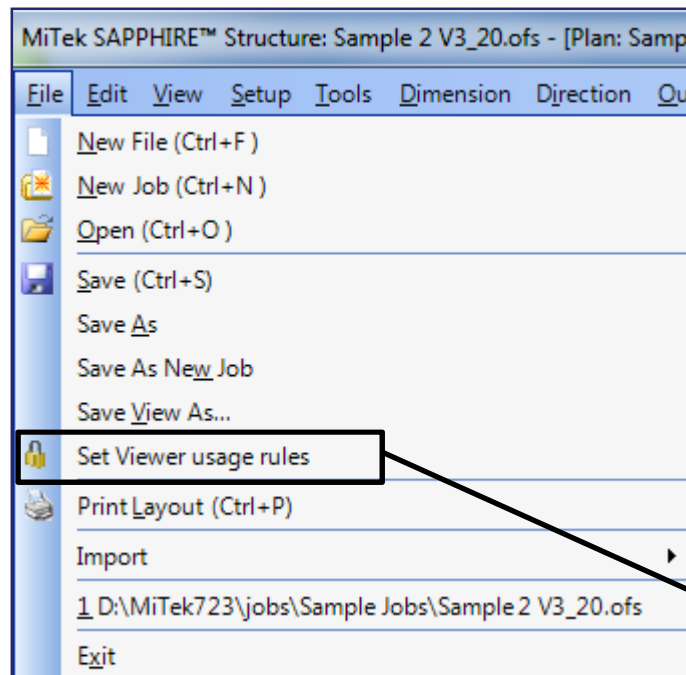 MiTek SAPPHIRE™ Structure: Sample 2 V3_20.ofs - [Plan: Samp
File Edit View Setup Tools Dimension Direction Ou
New File (Ctrl+F )
New Job (Ctrl+N )
Open (Ctrl+O )
Save (Ctrl+S)
Save As
Save As New Job
Save View As...
Set Viewer usage rules
Print Layout (Ctrl+P)
Import
1 D:\MiTek723\jobs\Sample Jobs\Sample 2 V3_20.ofs
Exit